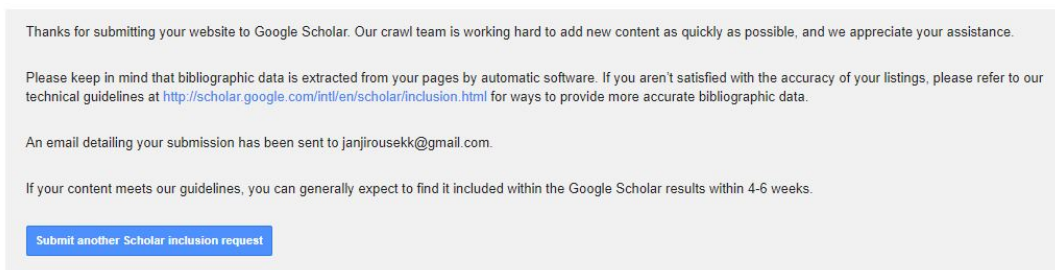 Thanks for submitting your website to Google Scholar. Our crawl team is working hard to add new content as quickly as possible, and we appreciate your assistance.
Please keep in mind that bibliographic data is extracted from your pages by automatic software. If you aren't satisfied with the accuracy of your listings, please refer to our
technical guidelines at http://scholar.google.com/intl/en/scholar/inclusion.html for ways to provide more accurate bibliographic data.
An email detailing your submission has been sent to janjirousekk@gmail.com.
If your content meets our guidelines, you can generally expect to find it included within the Google Scholar results within 4-6 weeks.
Submit another Scholar inclusion request